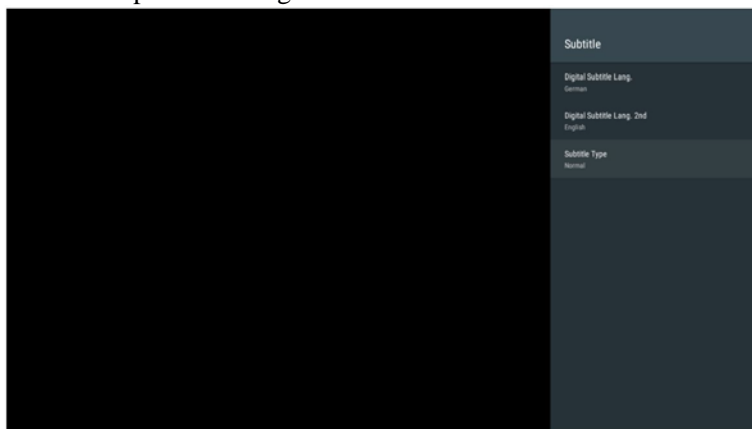 Subtitle
Digital Subtitle Lang.
German
Digital Subtitle Lang. 2nd
English
Subtitle Type
Normal